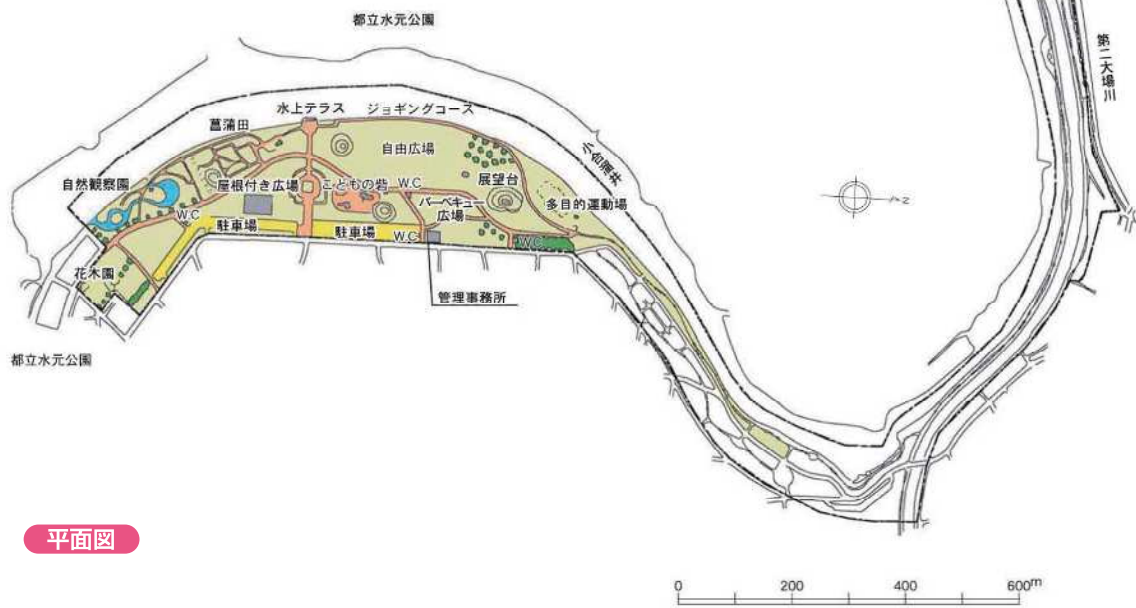 都立水元公園
第二大場川
水上テラス
ジョギングコース
菖蒲田
自由広場
小合溜井
自然観察園
屋根付き広場
こどもの砦
W.C
展望台
W.C
バーベキュー
広場
多目的運動場
駐車場
駐車場
W.C
W.C
花木園
管理事務所
都立水元公園
N
平面図
0 200 400 600m